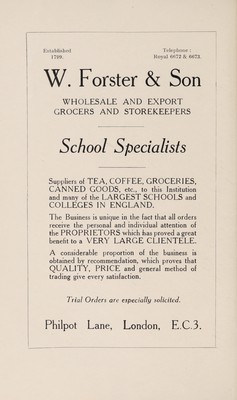 Established Telephone :
1799. Royal 6672 & 6673.
W. Forster & Son
WHOLESALE AND EXPORT
GROCERS AND STOREKEEPERS
School Specialists
Suppliers of TEA, COFFEE, GROCERIES,
CANNED GOODS, etc., to this Institution
and many of the LARGEST SCHOOLS and
COLLEGES IN ENGLAND.
The Business is unique in the fact that all orders
receive the personal and individual attention of
the PROPRIETORS which has proved a great
benefit to a VERY LARGE CLIENTELE.
A considerable proportion of the business is
obtained by recommendation, which proves that
QUALITY, PRICE and general method of
trading give every satisfaction.
Trial Orders are especially solicited.
Philpot Lane, London, E.C.3.